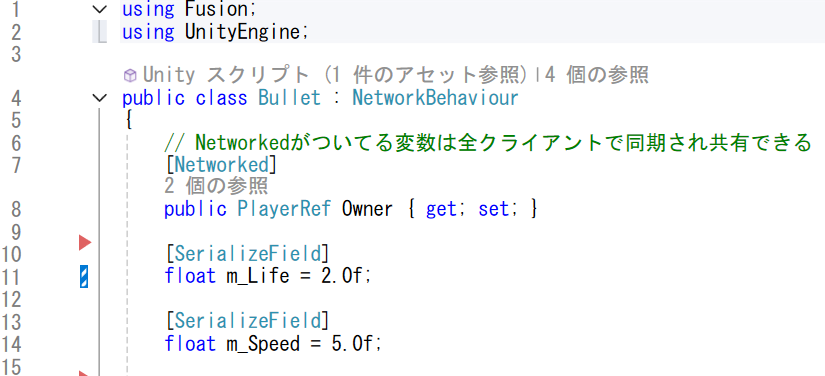 1 using Fusion;
2 using UnityEngine;
3
Unity スクリプト (1 件のアセット参照)|4 個の参照
4 public class Bullet : NetworkBehaviour
5 {
6 // Networkedがついてる変数は全クライアントで同期され共有できる
7 [Networked]
2 個の参照
8 public PlayerRef Owner { get; set; }
9
10 [SerializeField]
11 float m_Life = 2.0f;
12
13 [SerializeField]
14 float m_Speed = 5.0f;
15